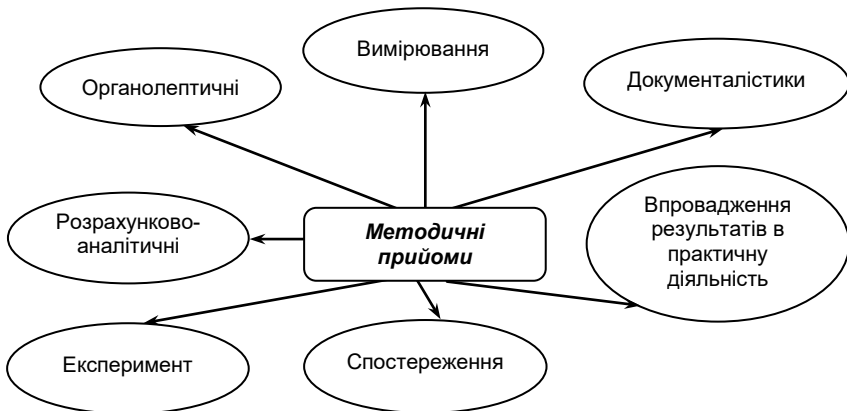 Вимірювання
Органолептичні
Документалістики
Розрахунково-
аналітичні
Методичні
прийоми
Впровадження
результатів в
практичну
діяльність
Експеримент
Спостереження